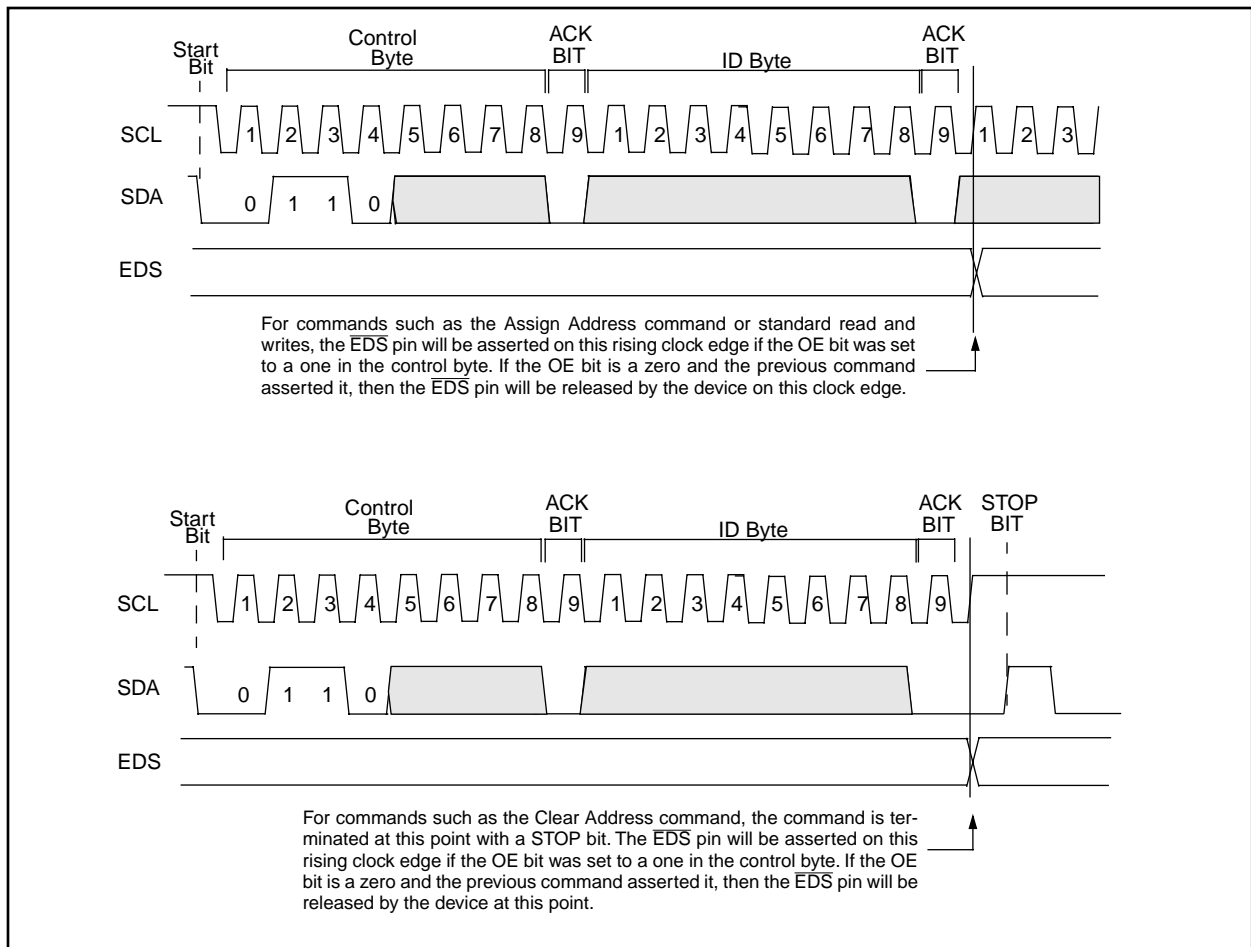 Start Bit
Control Byte
ACK BIT
ID Byte
ACK BIT
SCL
1 2 3 4 5 6 7 8 9 1 2 3 4 5 6 7 8 9 1 2 3
SDA
0 1 1 0
EDS
For commands such as the Assign Address command or standard read and
writes, the EDS pin will be asserted on this rising clock edge if the OE bit was set
to a one in the control byte. If the OE bit is a zero and the previous command
asserted it, then the EDS pin will be released by the device on this clock edge.
Start Bit
Control Byte
ACK BIT
ID Byte
ACK BIT
STOP BIT
SCL
1 2 3 4 5 6 7 8 9 1 2 3 4 5 6 7 8 9
SDA
0 1 1 0
EDS
For commands such as the Clear Address command, the command is ter-
minated at this point with a STOP bit. The EDS pin will be asserted on this
rising clock edge if the OE bit was set to a one in the control byte. If the OE
bit is a zero and the previous command asserted it, then the EDS pin will be
released by the device at this point.